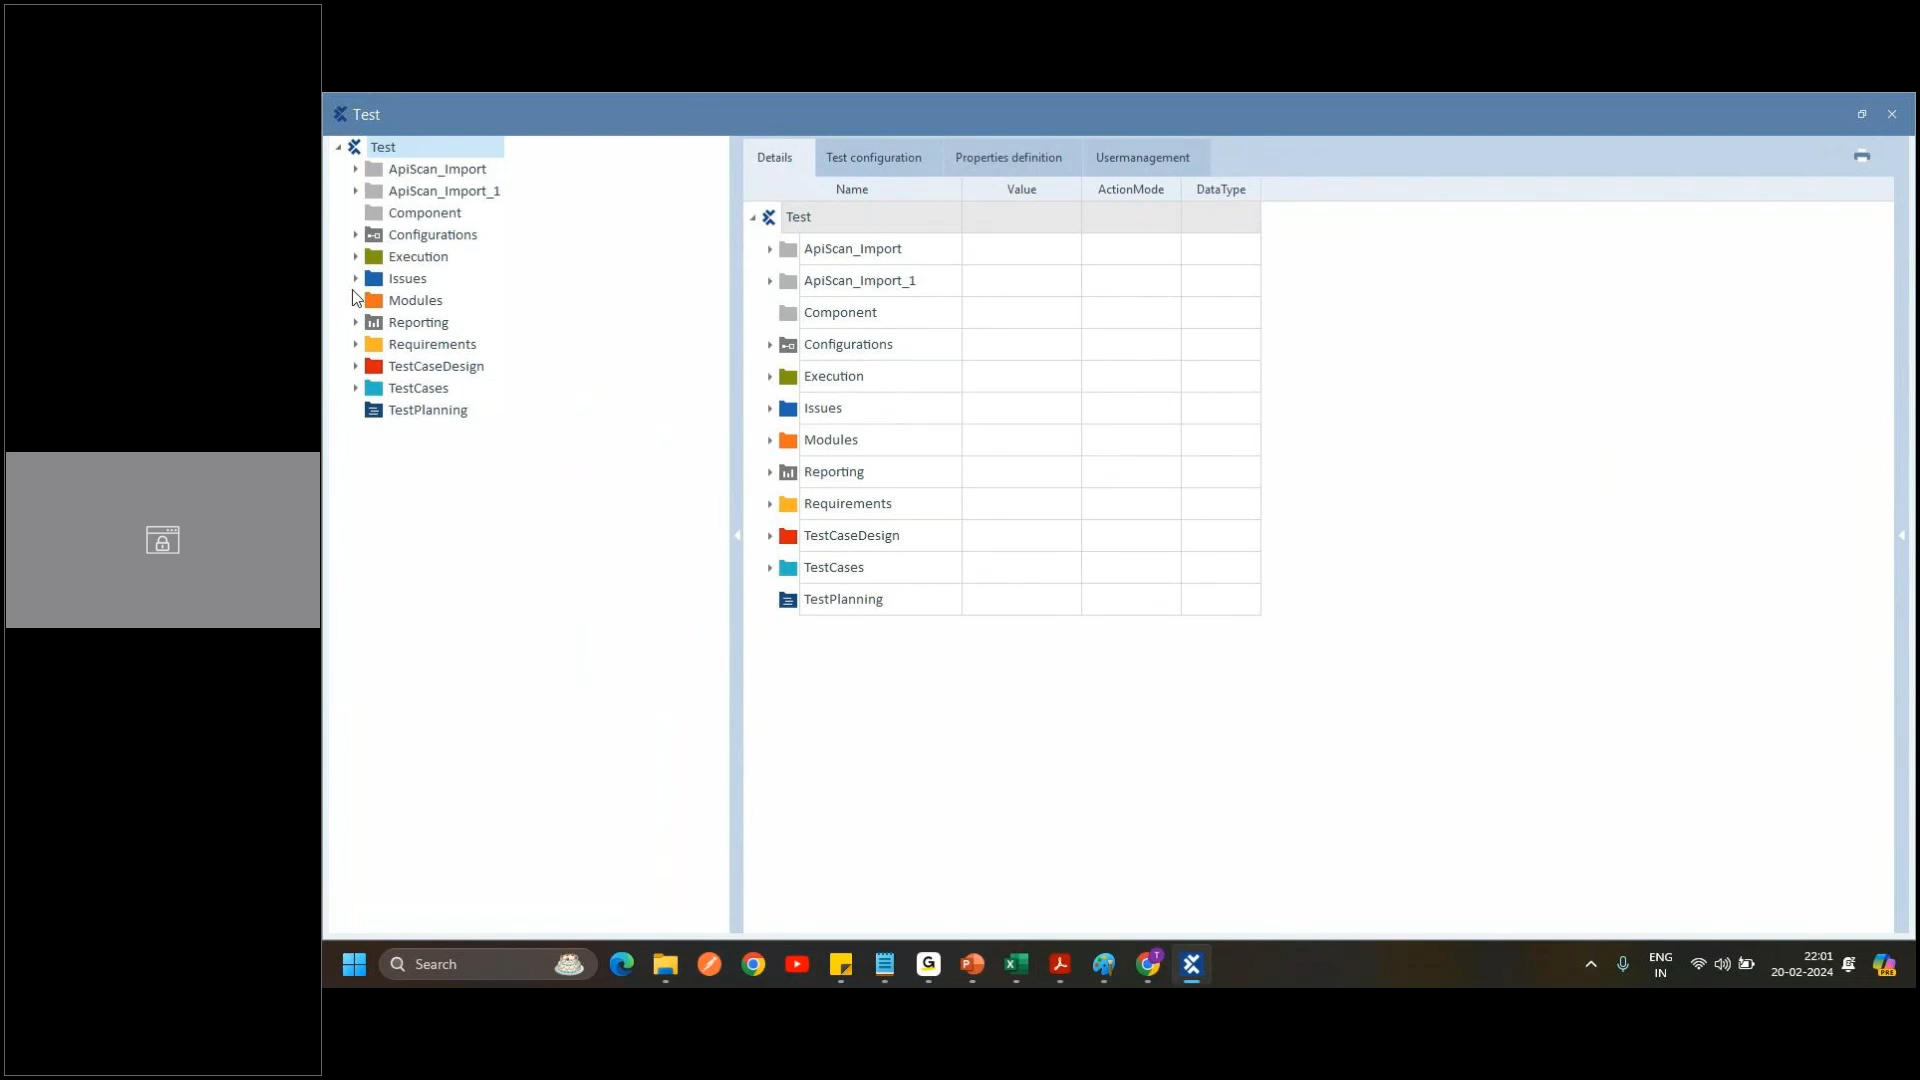 Test
Test
ApiScan_Import
ApiScan_Import_1
Component
Configurations
Execution
Issues
Modules
Reporting
Requirements
TestCaseDesign
TestCases
TestPlanning
Details Test configuration Properties definition Usermanagement
Name Value ActionMode DataType
Test
ApiScan_Import
ApiScan_Import_1
Component
Configurations
Execution
Issues
Modules
Reporting
Requirements
TestCaseDesign
TestCases
TestPlanning
Search
ENG
IN
22:01
20-02-2024
PRE